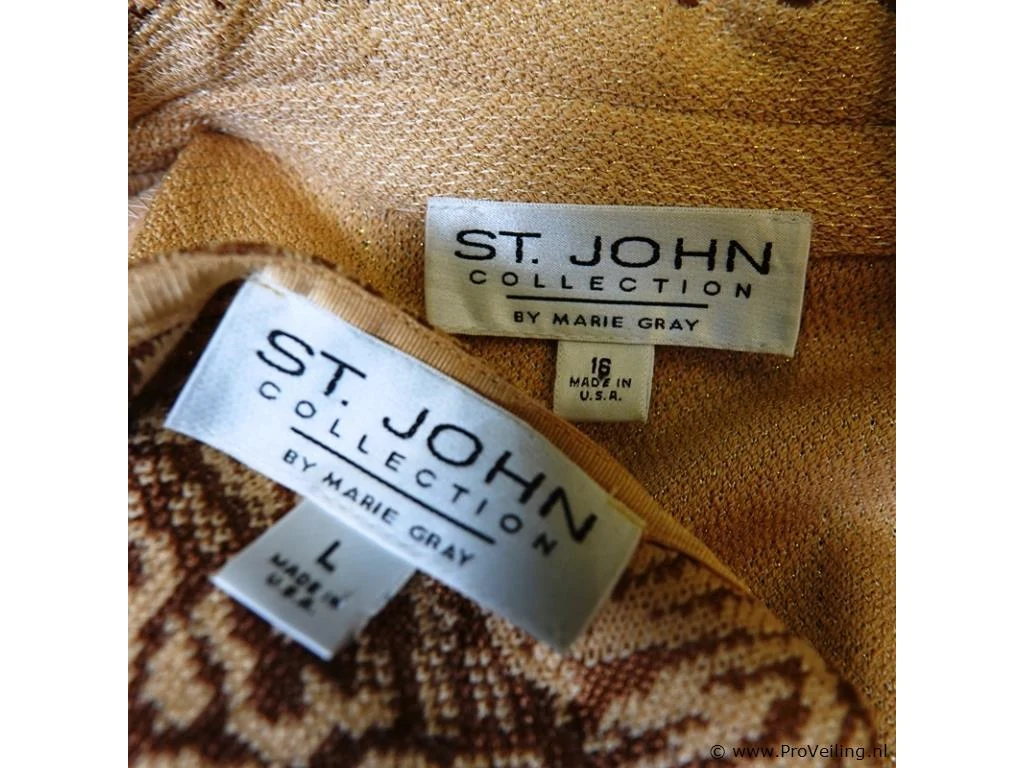 ST. JOHN
COLLECTION
BY MARIE GRAY
16
MADE IN
U.S.A.
ST. JOHN
COLLECTION
BY MARIE GRAY
L
MADE IN
U.S.A.
© www.ProVeiling.nl